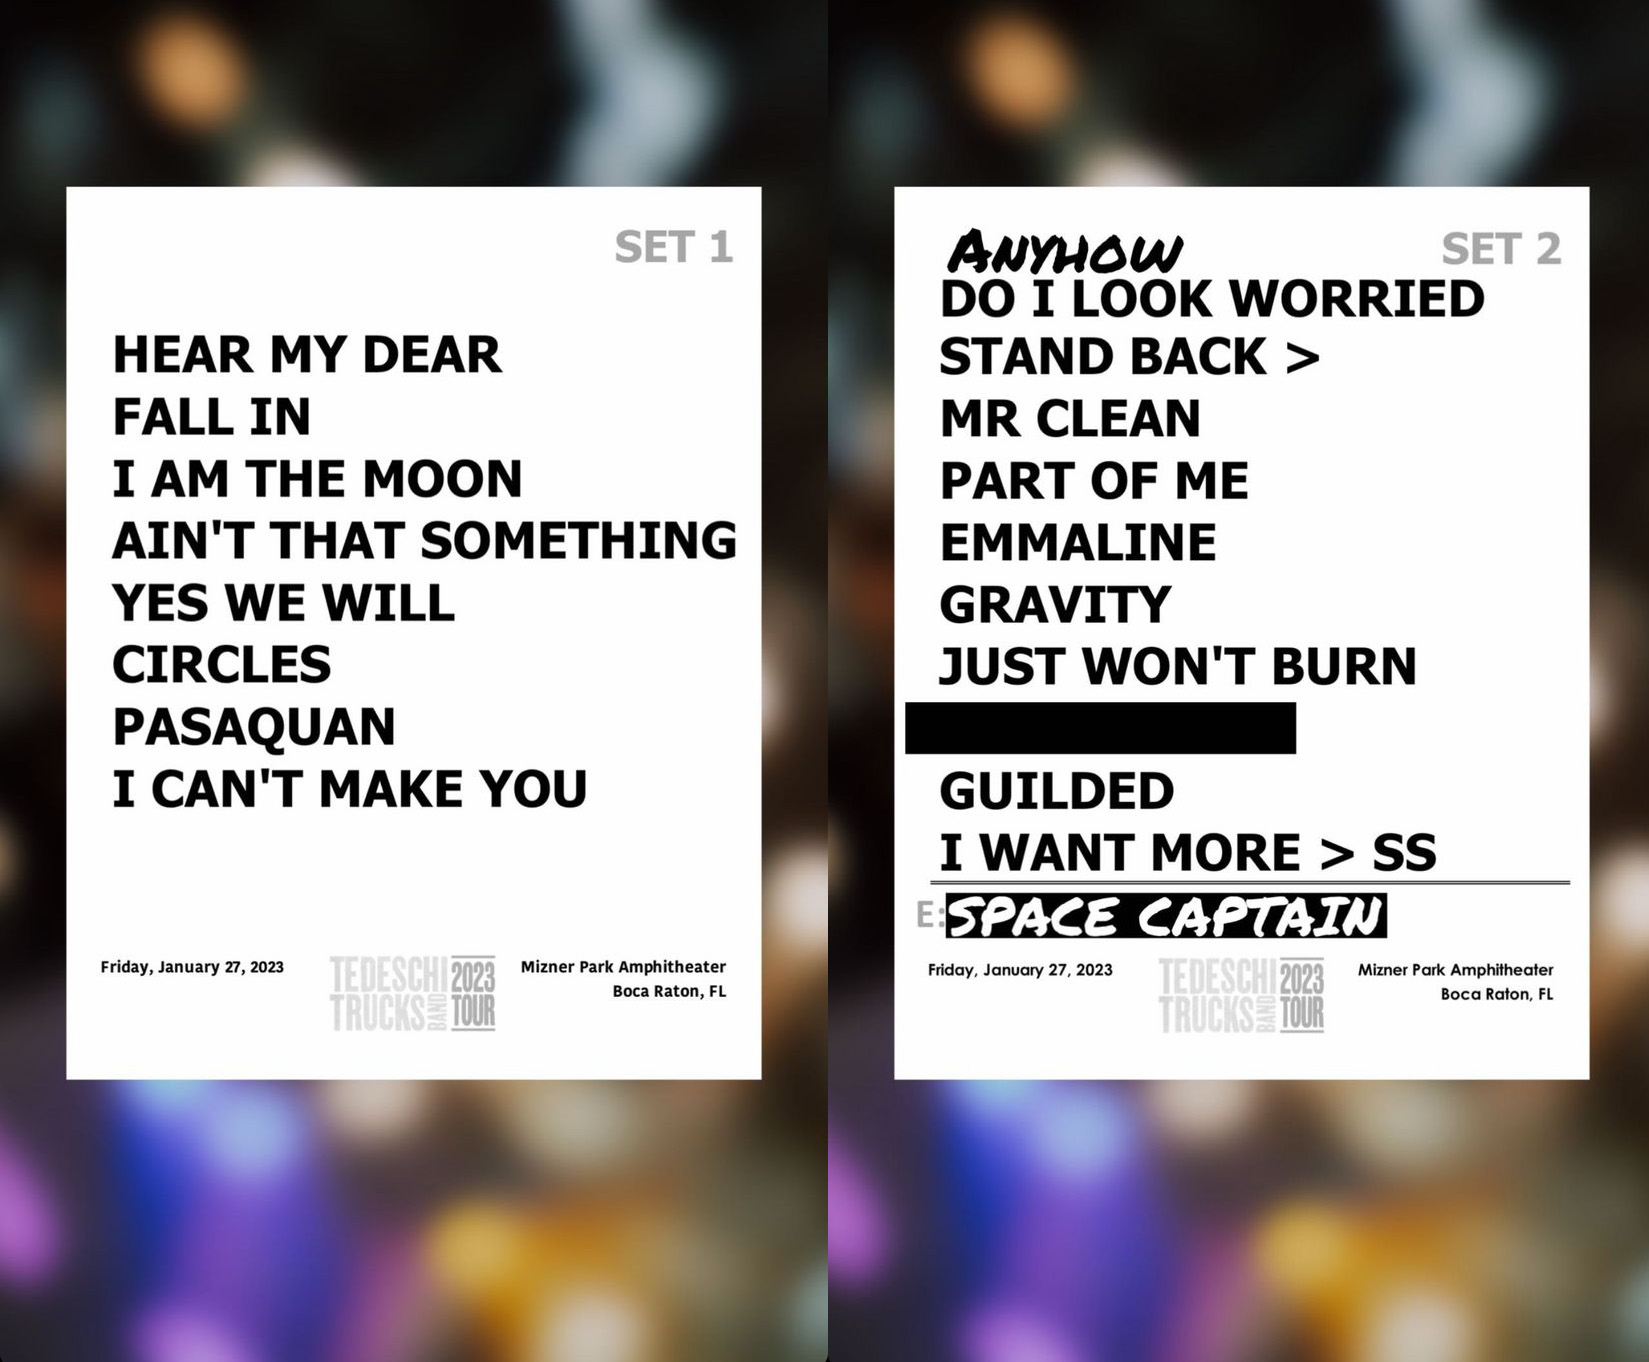 SET 1
HEAR MY DEAR
FALL IN
I AM THE MOON
AIN'T THAT SOMETHING
YES WE WILL
CIRCLES
PASAQUAN
I CAN'T MAKE YOU
Friday, January 27, 2023
TEDESCHI TRUCKS BAND 2023 TOUR
Mizner Park Amphitheater
Boca Raton, FL
SET 2
ANYHOW
DO I LOOK WORRIED
STAND BACK >
MR CLEAN
PART OF ME
EMMALINE
GRAVITY
JUST WON'T BURN
GUILDED
I WANT MORE > SS
E: SPACE CAPTAIN
Friday, January 27, 2023
TEDESCHI TRUCKS BAND 2023 TOUR
Mizner Park Amphitheater
Boca Raton, FL